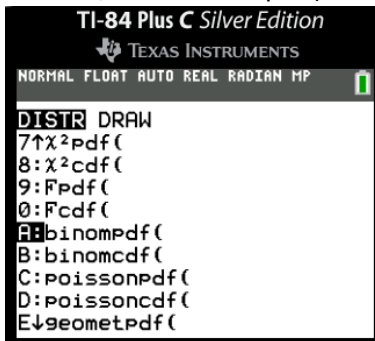 TI-84 Plus C Silver Edition
TEXAS INSTRUMENTS
NORMAL FLOAT AUTO REAL RADIAN MP
DISTR DRAW
7↑χ²pdf(
8:χ²cdf(
9:Fpdf(
0:Fcdf(
A:binompdf(
B:binomcdf(
C:poissonpdf(
D:poissoncdf(
E↓geometpdf(